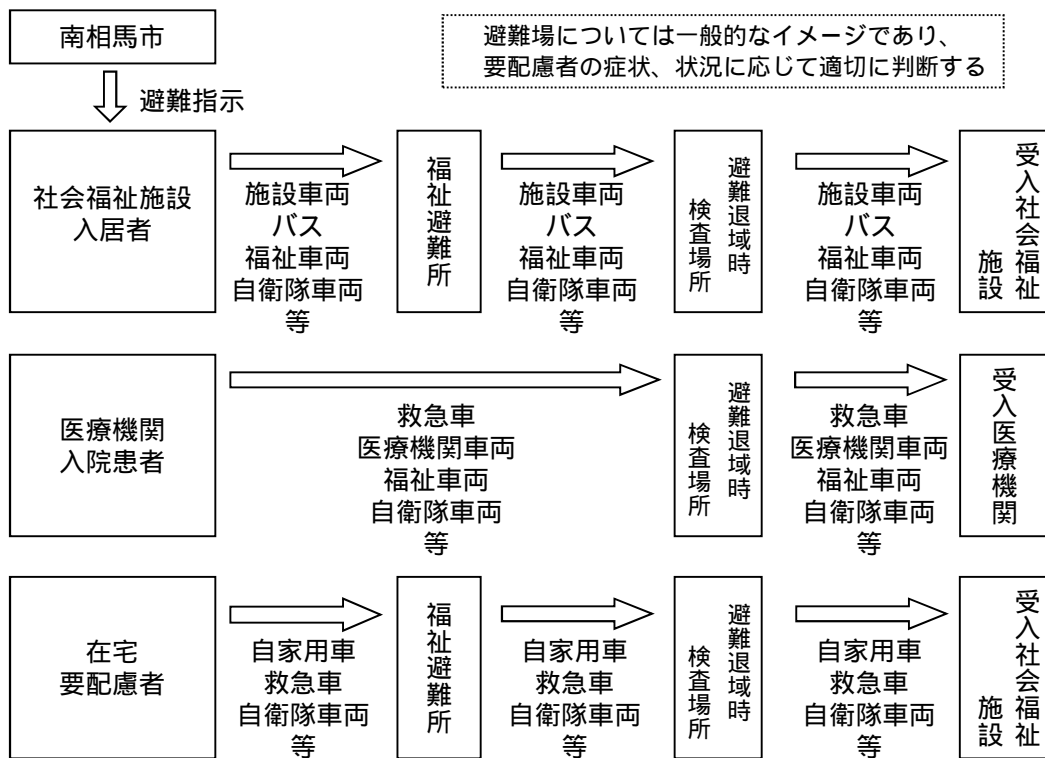 南相馬市
避難場については一般的なイメージであり、
要配慮者の症状、状況に応じて適切に判断する
避難指示
社会福祉施設
入居者
施設車両
バス
福祉車両
自衛隊車両
等
福祉避難所
施設車両
バス
福祉車両
自衛隊車両
等
避難退域時
検査場所
施設車両
バス
福祉車両
自衛隊車両
等
受入社会福祉
施設
医療機関
入院患者
救急車
医療機関車両
福祉車両
自衛隊車両
等
避難退域時
検査場所
救急車
医療機関車両
福祉車両
自衛隊車両
等
受入医療機関
在宅
要配慮者
自家用車
救急車
自衛隊車両
等
福祉避難所
自家用車
救急車
自衛隊車両
等
避難退域時
検査場所
自家用車
救急車
自衛隊車両
等
受入社会福祉
施設